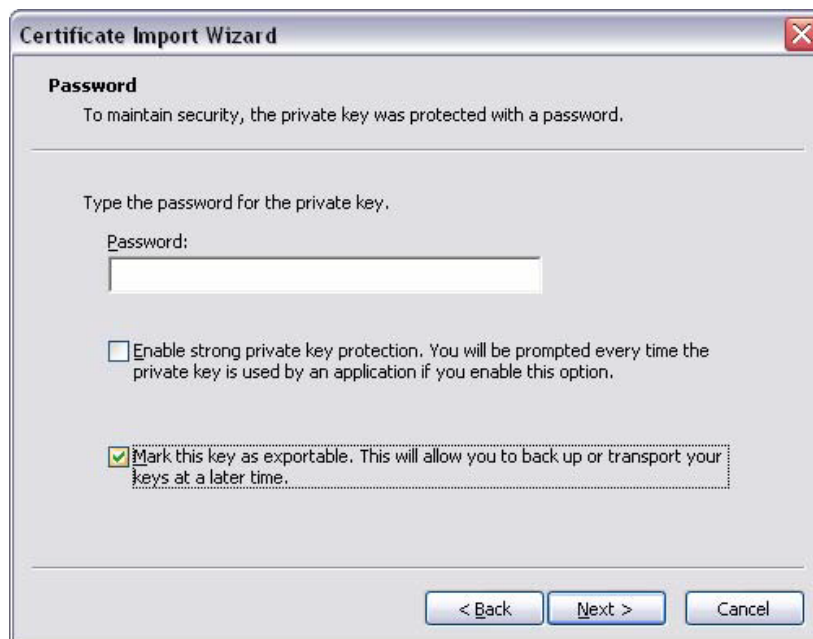 Certificate Import Wizard
Password
To maintain security, the private key was protected with a password.
Type the password for the private key.
Password:
Enable strong private key protection. You will be prompted every time the
private key is used by an application if you enable this option.
Mark this key as exportable. This will allow you to back up or transport your
keys at a later time.
< Back
Next >
Cancel